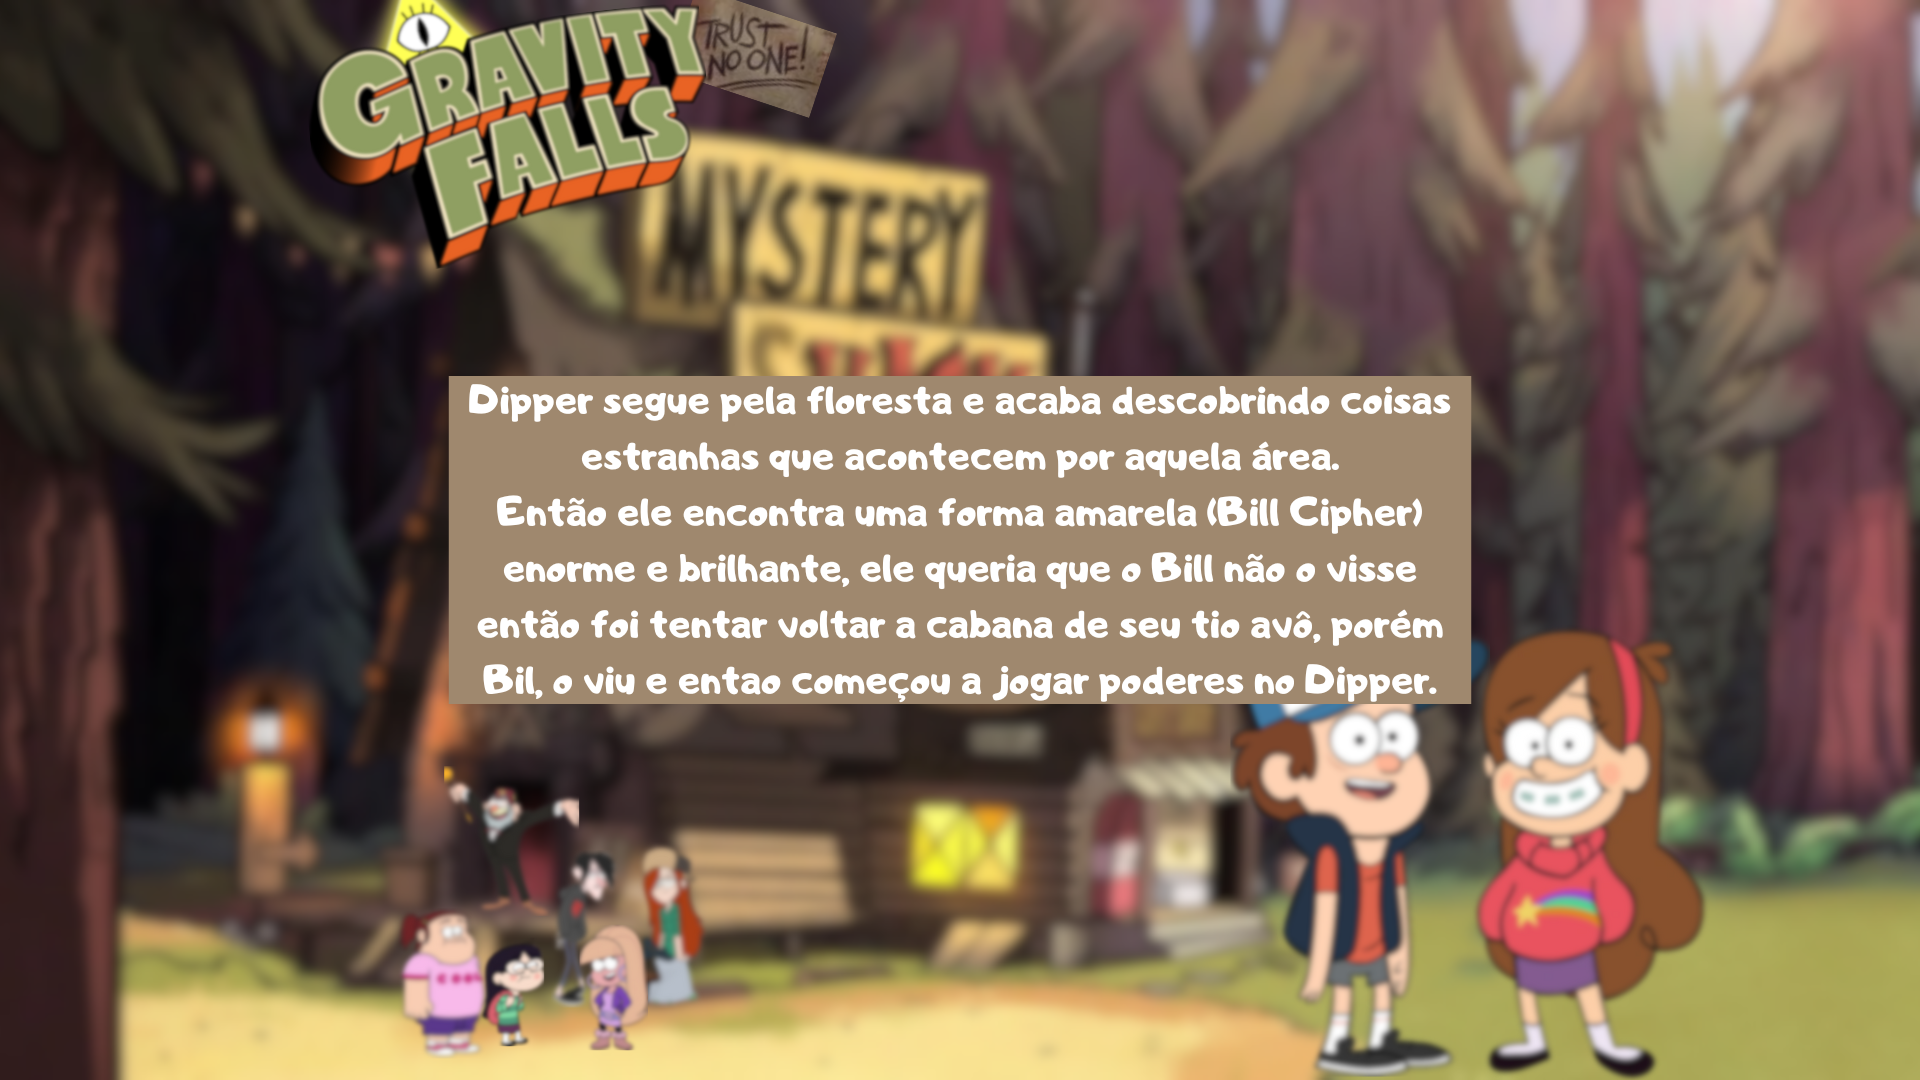 GRAVITY
FALLS
TRUST
NO ONE!
MYSTERY
Dipper segue pela floresta e acaba descobrindo coisas
estranhas que acontecem por aquela área.
Então ele encontra uma forma amarela (Bill Cipher)
enorme e brilhante, ele queria que o Bill não o visse
então foi tentar voltar a cabana de seu tio avô, porém
Bil, o viu e entao começou a jogar poderes no Dipper.